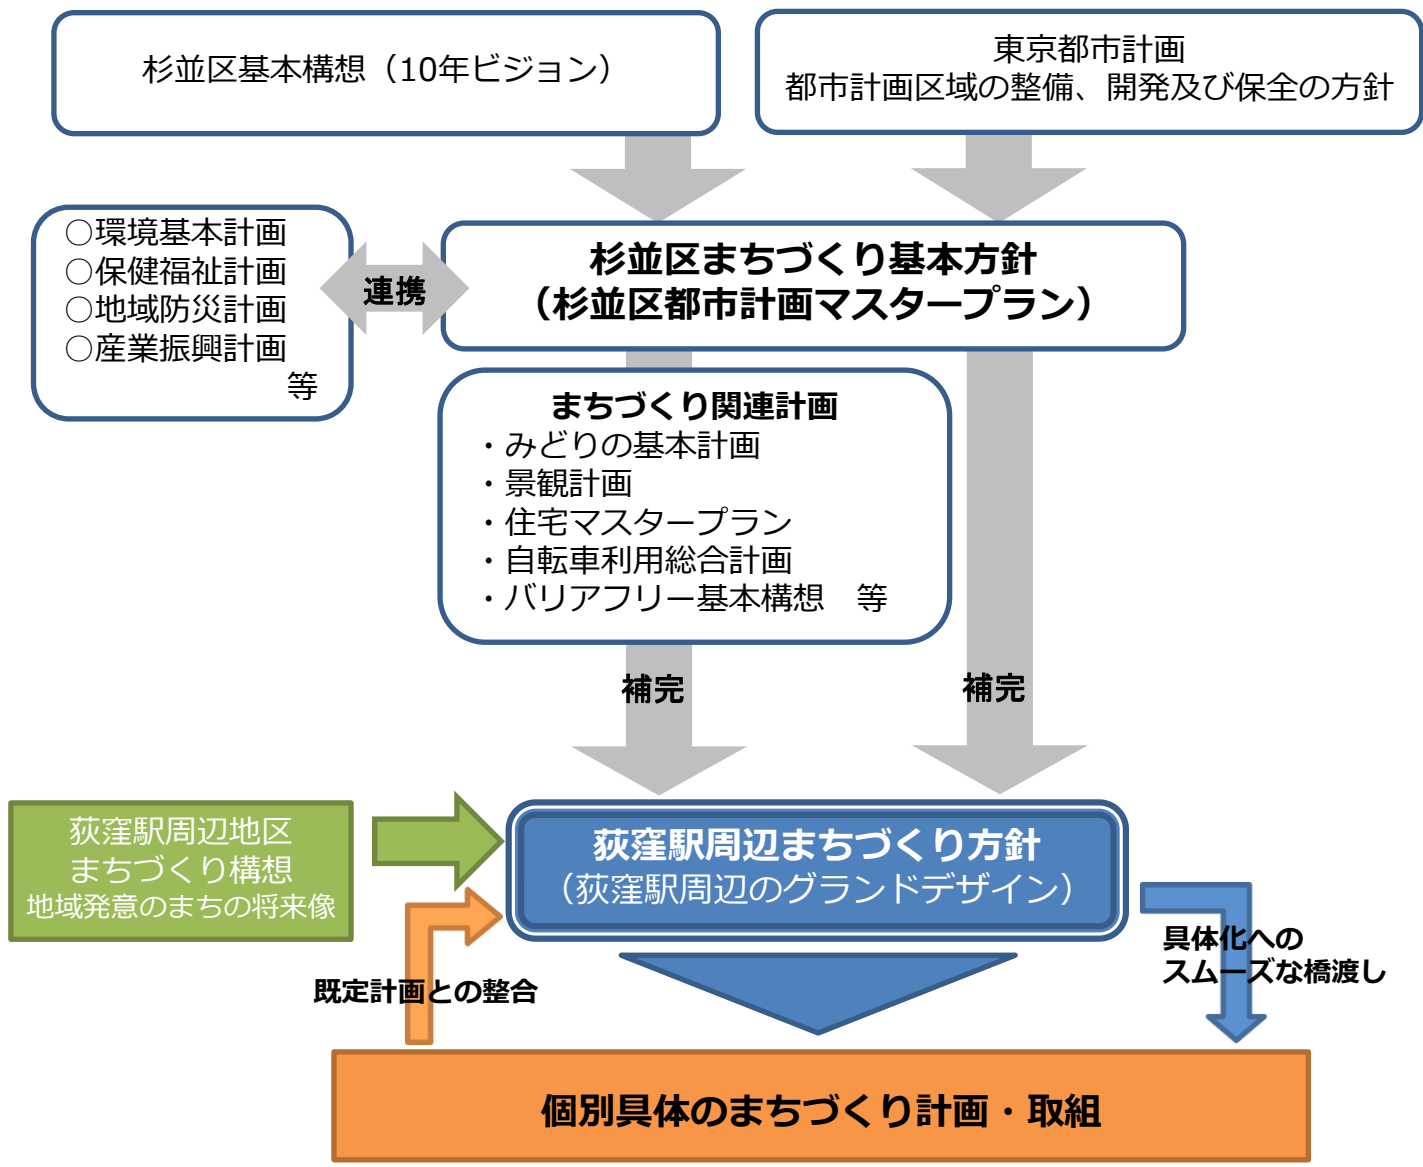 杉並区基本構想（10年ビジョン）
東京都市計画
都市計画区域の整備、開発及び保全の方針
○環境基本計画
○保健福祉計画
○地域防災計画
○産業振興計画
等
連携
杉並区まちづくり基本方針
（杉並区都市計画マスタープラン）
まちづくり関連計画
・みどりの基本計画
・景観計画
・住宅マスタープラン
・自転車利用総合計画
・バリアフリー基本構想　等
補完
補完
荻窪駅周辺地区
まちづくり構想
地域発意のまちの将来像
荻窪駅周辺まちづくり方針
（荻窪駅周辺のグランドデザイン）
既定計画との整合
具体化への
スムーズな橋渡し
個別具体のまちづくり計画・取組